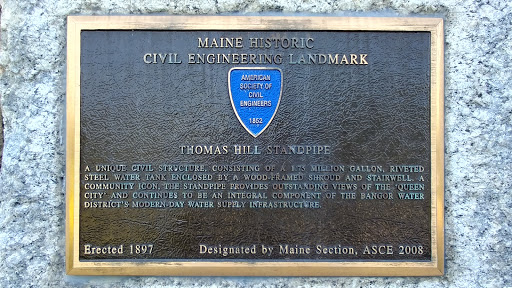 MAINE HISTORIC
CIVIL ENGINEERING LANDMARK
AMERICAN
SOCIETY OF
CIVIL
ENGINEERS
1852
THOMAS HILL STANDPIPE
A UNIQUE CIVIL STRUCTURE, CONSISTING OF A 1.75 MILLION GALLON, RIVETED
STEEL WATER TANK ENCLOSED BY A WOOD-FRAMED SHROUD AND STAIRWELL. A
COMMUNITY ICON, THE STANDPIPE PROVIDES OUTSTANDING VIEWS OF THE 'QUEEN
CITY' AND CONTINUES TO BE AN INTEGRAL COMPONENT OF THE BANGOR WATER
DISTRICT'S MODERN-DAY WATER SUPPLY INFRASTRUCTURE.
Erected 1897 Designated by Maine Section, ASCE 2008